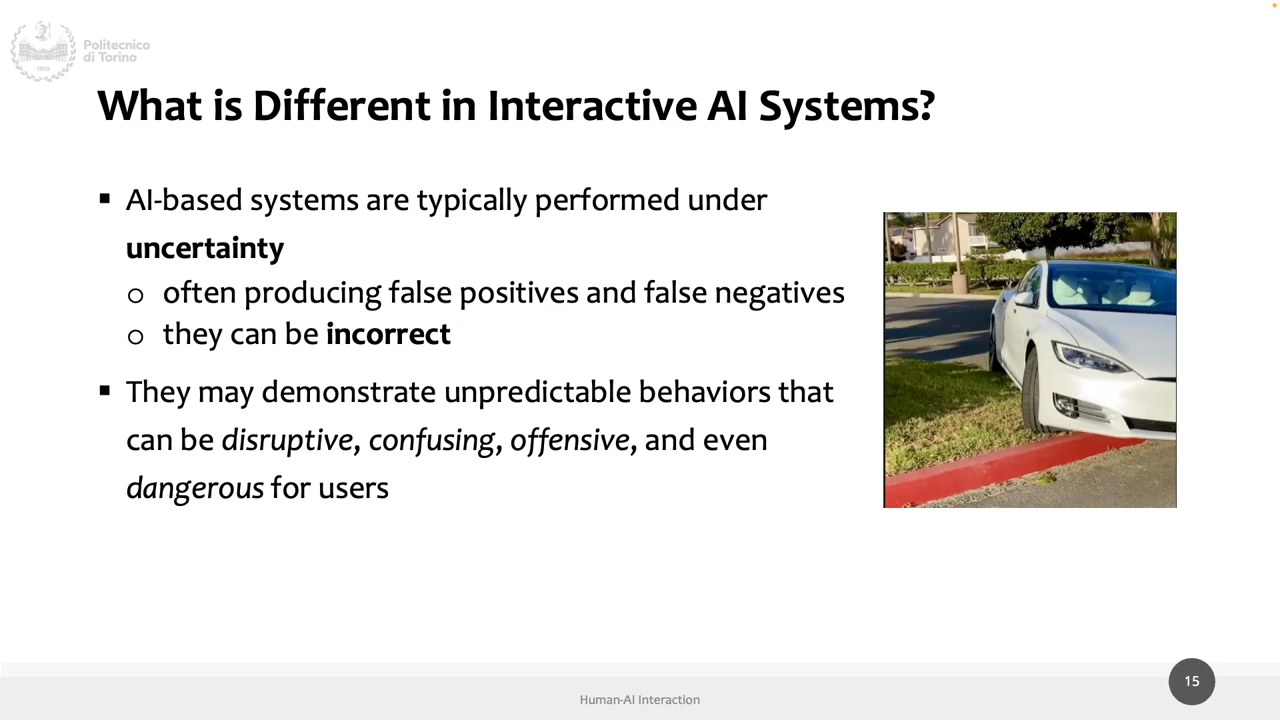 Politecnico
di Torino
1859
What is Different in Interactive AI Systems?
▪ AI-based systems are typically performed under
uncertainty
o often producing false positives and false negatives
o they can be incorrect
▪ They may demonstrate unpredictable behaviors that
can be disruptive, confusing, offensive, and even
dangerous for users
Human-AI Interaction
15